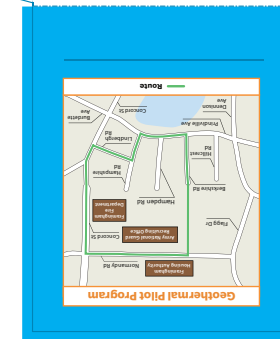 Geothermal Pilot Program
Normandy Rd
Framingham
Housing Authority
Concord St
Army National Guard
Recruiting Office
Flagg Dr
Framingham
Fire
Department
Hampden Rd
Berkshire Rd
Hampshire
Rd
Hillcrest
Rd
Lindbergh
Rd
Burdette
Ave
Concord St
Prindiville Ave
Dennison
Ave
Route